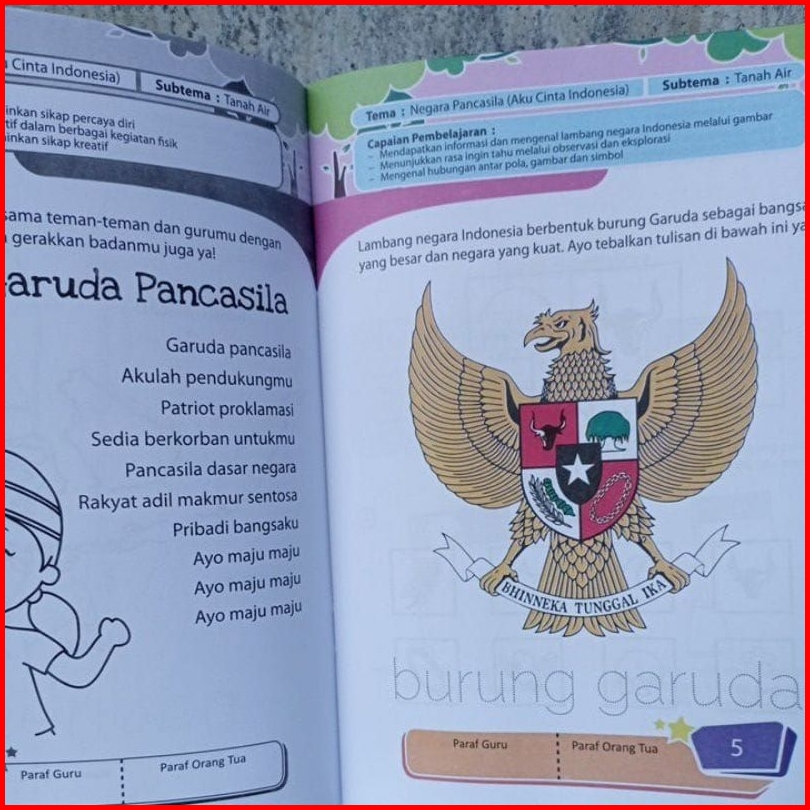 Cinta Indonesia)
Subtema : Tanah Air
inkan sikap percaya diri
tif dalam berbagai kegiatan fisik
inkan sikap kreatif
sama teman-teman dan gurumu dengan
gerakkan badanmu juga ya!
aruda Pancasila
Garuda pancasila
Akulah pendukungmu
Patriot proklamasi
Sedia berkorban untukmu
Pancasila dasar negara
Rakyat adil makmur sentosa
Pribadi bangsaku
Ayo maju maju
Ayo maju maju
Ayo maju maju
Paraf Guru
Paraf Orang Tua
Tema : Negara Pancasila (Aku Cinta Indonesia)
Subtema : Tanah Air
Capaian Pembelajaran :
- Mendapatkan informasi dan mengenal lambang negara Indonesia melalui gambar
- Menunjukkan rasa ingin tahu melalui observasi dan eksplorasi
- Mengenal hubungan antar pola, gambar dan simbol
Lambang negara Indonesia berbentuk burung Garuda sebagai bangsa
yang besar dan negara yang kuat. Ayo tebalkan tulisan di bawah ini ya
BHINNEKA TUNGGAL IKA
burung garuda
Paraf Guru
Paraf Orang Tua
5